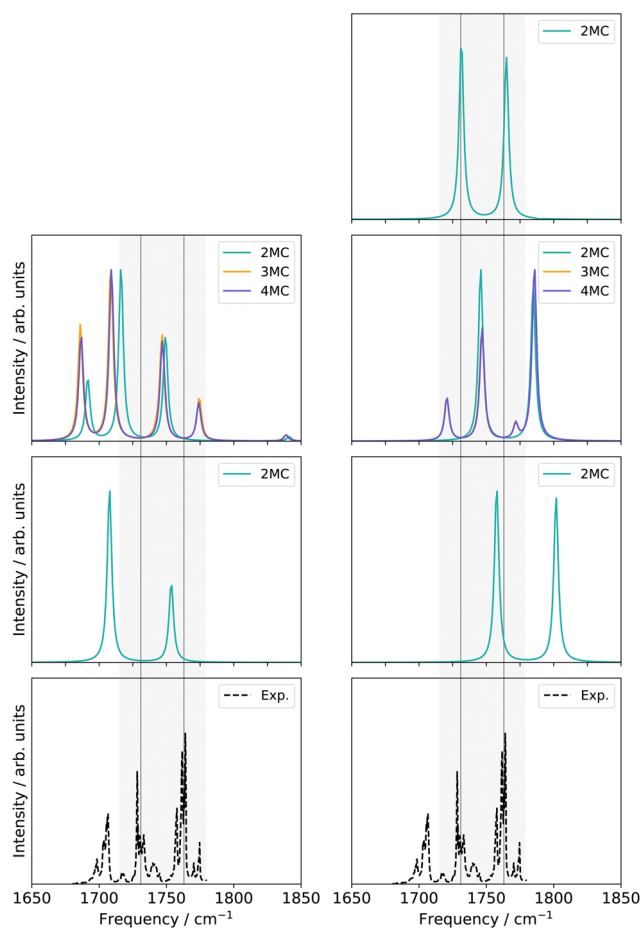 2MC
Intensity / arb. units
2MC
3MC
4MC
2MC
3MC
4MC
Intensity / arb. units
2MC
2MC
Intensity / arb. units
Exp.
Exp.
1650 1700 1750 1800 1850
1650 1700 1750 1800 1850
Frequency / cm⁻¹
Frequency / cm⁻¹